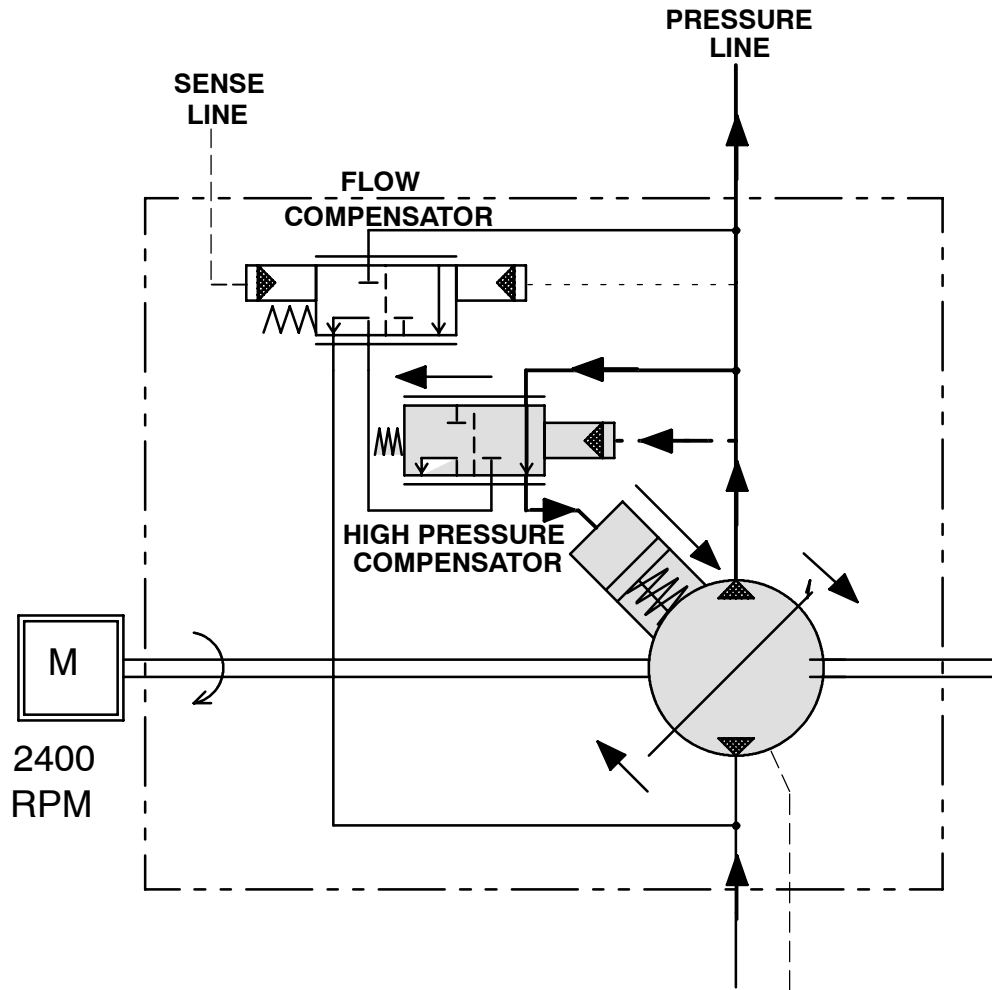 PRESSURE
LINE
SENSE
LINE
FLOW
COMPENSATOR
HIGH PRESSURE
COMPENSATOR
M
2400
RPM